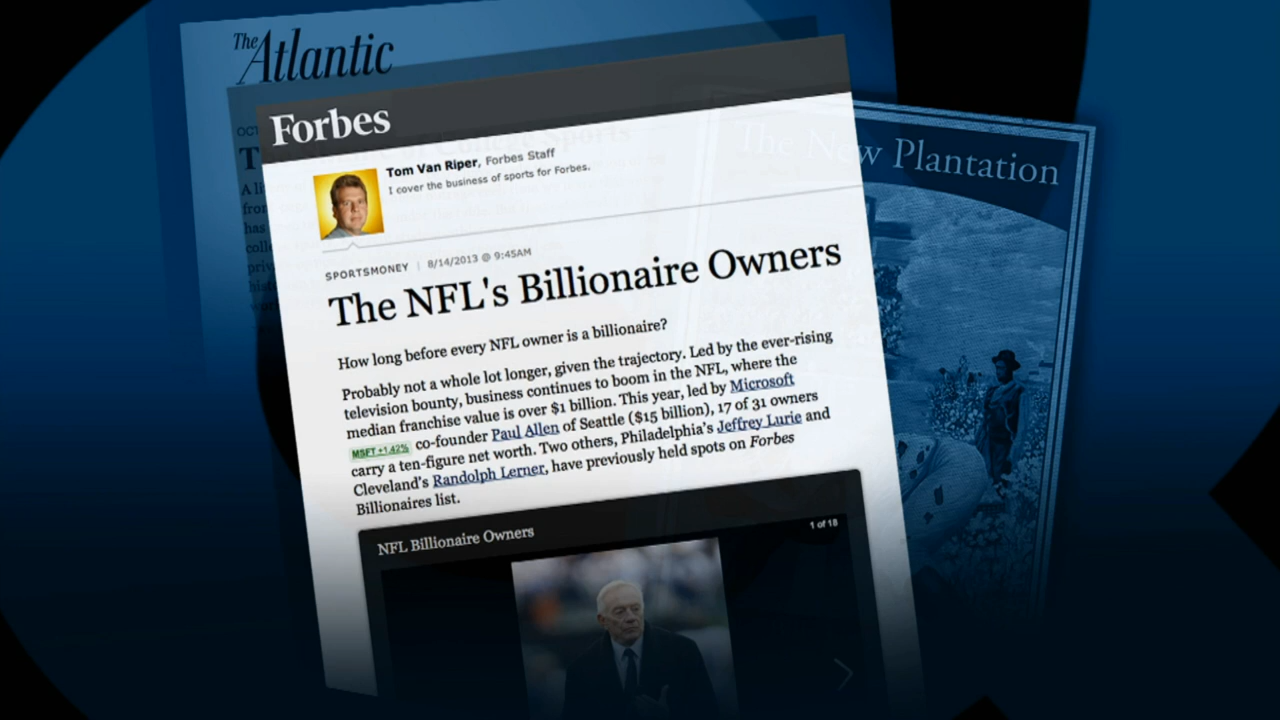 The Atlantic
Forbes
Tom Van Riper, Forbes Staff
I cover the business of sports for Forbes.
SPORTSMONEY | 8/14/2013 @ 9:45AM
The NFL's Billionaire Owners
How long before every NFL owner is a billionaire?
Probably not a whole lot longer, given the trajectory. Led by the ever-rising
television bounty, business continues to boom in the NFL, where the
median franchise value is over $1 billion. This year, led by Microsoft
MSFT +1.42% co-founder Paul Allen of Seattle ($15 billion), 17 of 31 owners
carry a ten-figure net worth. Two others, Philadelphia's Jeffrey Lurie and
Cleveland's Randolph Lerner, have previously held spots on Forbes
Billionaires list.
NFL Billionaire Owners
1 of 18
The New Plantation
OCT
of College Sports